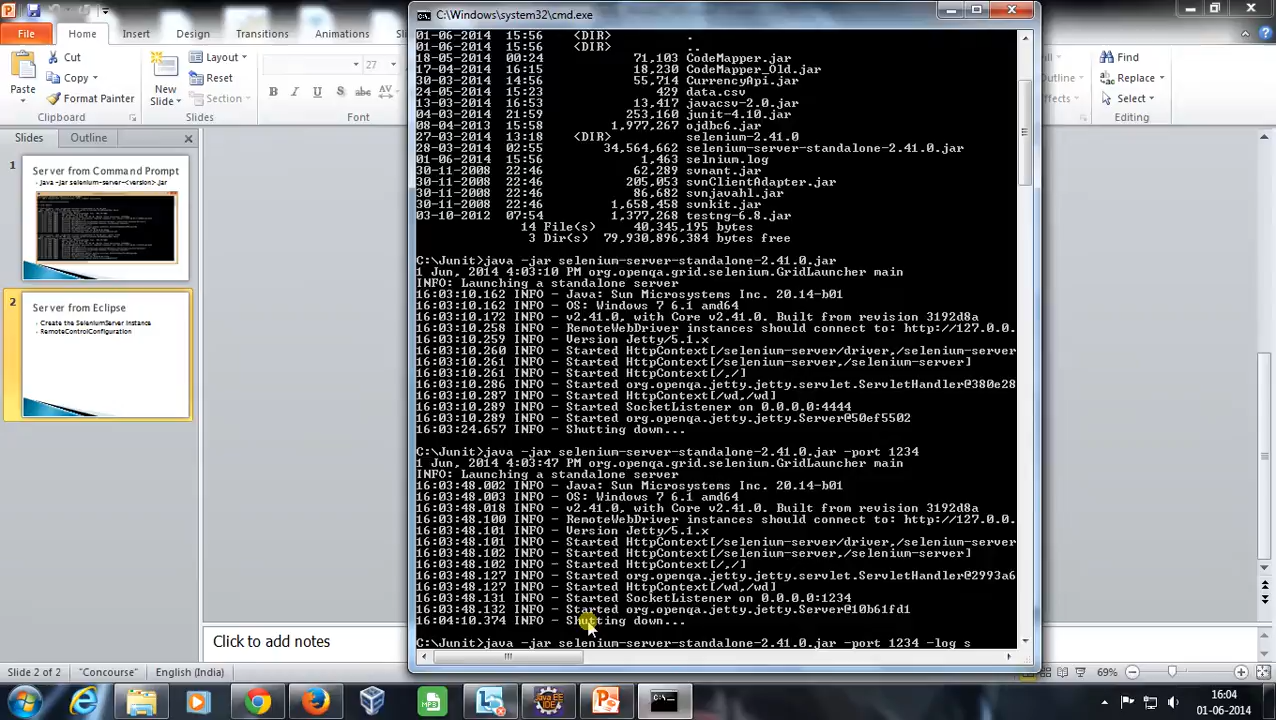 C:\Windows\system32\cmd.exe
File
Home
Insert
Design
Transitions
Animations
Layout
27
Paste
Copy
Format Painter
New
Slide
Reset
Section
B I U S abc AV
Clipboard
Slides
Font
Outline
Replace
Effects
Select
Editing
Slides
Outline
1
Server from Command Prompt
Java -jar selenium-server-<version>.jar
2
Server from Eclipse
Create the SeleniumServer instance
RemoteControlConfiguration
01-06-2014 15:56 <DIR> .
01-06-2014 15:56 <DIR> ..
18-05-2014 00:24 71,103 CodeMapper.jar
17-04-2014 16:15 18,230 CodeMapper_Old.jar
30-03-2014 14:56 55,714 CurrencyApi.jar
24-05-2014 15:23 429 data.csv
13-03-2014 16:53 13,417 javacsv-2.0.jar
04-03-2014 21:59 253,160 junit-4.10.jar
08-04-2013 15:58 1,977,267 ojdbc6.jar
27-03-2014 13:18 <DIR> selenium-2.41.0
28-03-2014 02:55 34,564,662 selenium-server-standalone-2.41.0.jar
01-06-2014 15:56 1,463 selnium.log
30-11-2008 22:46 62,289 svnant.jar
30-11-2008 22:46 205,053 svnClientAdapter.jar
30-11-2008 22:46 86,682 svnjavahl.jar
30-11-2008 22:46 1,658,458 svnkit.jar
03-10-2012 1,377,268 testng-6.8.jar
14 File(s) 40,345,195 bytes
3 Dir(s) 79,930,896,384 bytes free
C:\Junit>java -jar selenium-server-standalone-2.41.0.jar
1 Jun, 2014 4:03:10 PM org.openqa.grid.selenium.GridLauncher main
INFO: Launching a standalone server
16:03:10.162 INFO - Java: Sun Microsystems Inc. 20.14-b01
16:03:10.162 INFO - OS: Windows 7 6.1 amd64
16:03:10.172 INFO - v2.41.0, with Core v2.41.0. Built from revision 3192d8a
16:03:10.258 INFO - RemoteWebDriver instances should connect to: http://127.0.0.
16:03:10.259 INFO - Version Jetty/5.1.x
16:03:10.260 INFO - Started HttpContext[/selenium-server/driver,/selenium-server
16:03:10.261 INFO - Started HttpContext[/selenium-server,/selenium-server]
16:03:10.261 INFO - Started HttpContext[/,/]
16:03:10.286 INFO - Started org.openqa.jetty.jetty.servlet.ServletHandler@380e28
16:03:10.287 INFO - Started HttpContext[/wd,/wd]
16:03:10.289 INFO - Started SocketListener on 0.0.0.0:4444
16:03:10.289 INFO - Started org.openqa.jetty.jetty.Server@50ef5502
16:03:24.657 INFO - Shutting down...
C:\Junit>java -jar selenium-server-standalone-2.41.0.jar -port 1234
1 Jun, 2014 4:03:47 PM org.openqa.grid.selenium.GridLauncher main
INFO: Launching a standalone server
16:03:48.002 INFO - Java: Sun Microsystems Inc. 20.14-b01
16:03:48.003 INFO - OS: Windows 7 6.1 amd64
16:03:48.018 INFO - v2.41.0, with Core v2.41.0. Built from revision 3192d8a
16:03:48.100 INFO - RemoteWebDriver instances should connect to: http://127.0.0.
16:03:48.101 INFO - Version Jetty/5.1.x
16:03:48.101 INFO - Started HttpContext[/selenium-server/driver,/selenium-server
16:03:48.102 INFO - Started HttpContext[/selenium-server,/selenium-server]
16:03:48.102 INFO - Started HttpContext[/,/]
16:03:48.127 INFO - Started org.openqa.jetty.jetty.servlet.ServletHandler@2993a6
16:03:48.127 INFO - Started HttpContext[/wd,/wd]
16:03:48.131 INFO - Started SocketListener on 0.0.0.0:1234
16:03:48.132 INFO - Started org.openqa.jetty.jetty.Server@10b61fd1
16:04:10.374 INFO - Shutting down...
C:\Junit>java -jar selenium-server-standalone-2.41.0.jar -port 1234 -log s
Click to add notes
Slide 2 of 2
"Concourse"
English (India)
69%
MP3
Java EE
IDE
16:04
01-06-2014